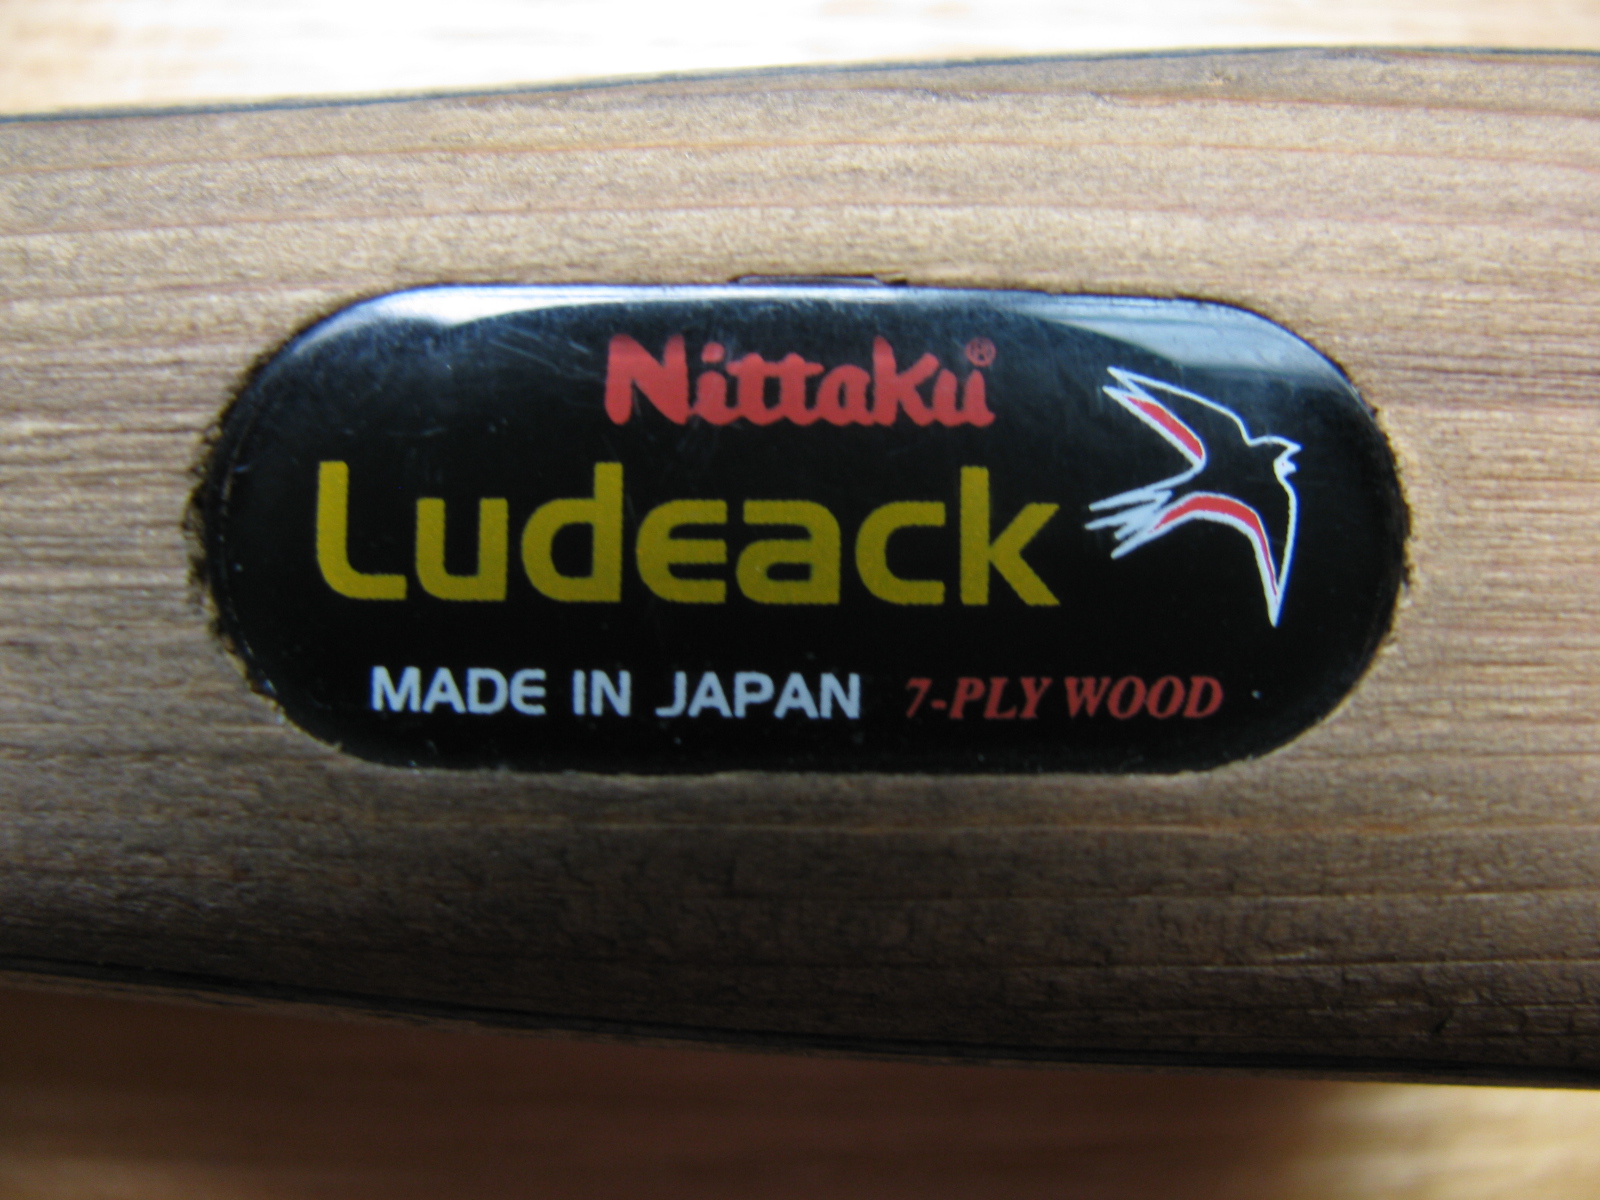 Nittaku®
Ludeack
MADE IN JAPAN 7-PLY WOOD